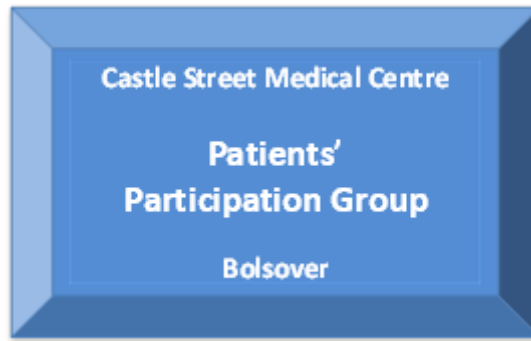 Castle Street Medical Centre
Patients’
Participation Group
Bolsover